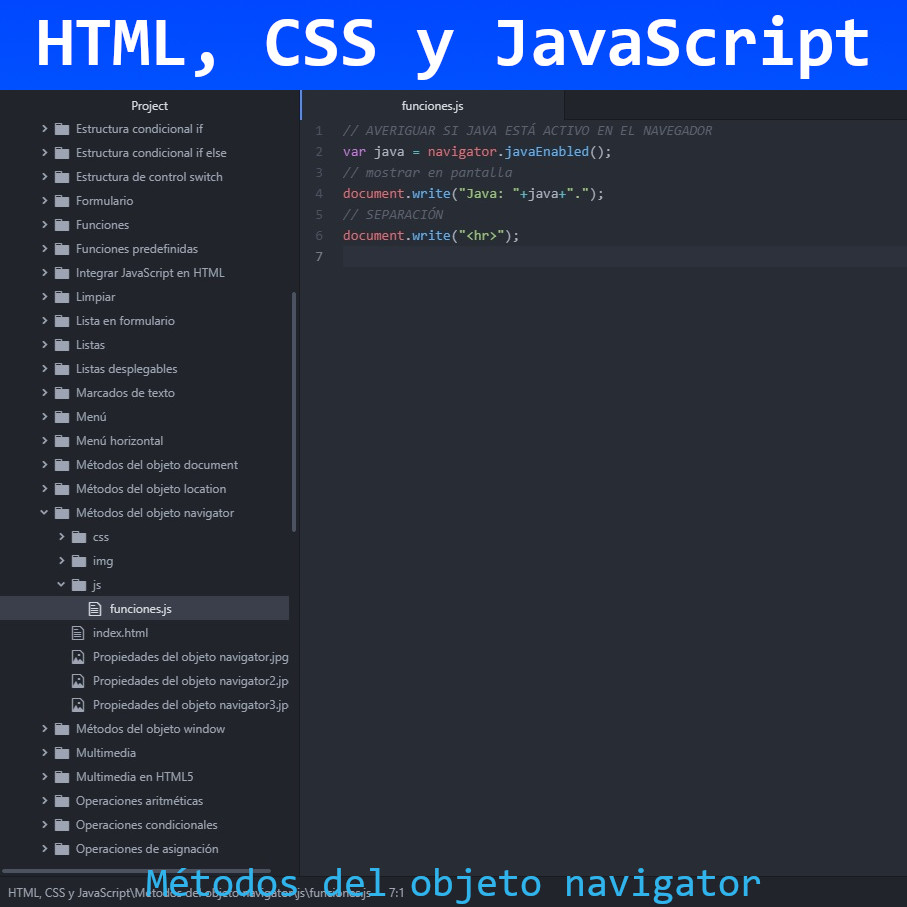 HTML, CSS y JavaScript
Project
Estructura condicional if
Estructura condicional if else
Estructura de control switch
Formulario
Funciones
Funciones predefinidas
Integrar JavaScript en HTML
Limpiar
Lista en formulario
Listas
Listas desplegables
Marcados de texto
Menú
Menú horizontal
Métodos del objeto document
Métodos del objeto location
Métodos del objeto navigator
css
img
js
funciones.js
index.html
Propiedades del objeto navigator.jpg
Propiedades del objeto navigator2.jp
Propiedades del objeto navigator3.jp
Métodos del objeto window
Multimedia
Multimedia en HTML5
Operaciones aritméticas
Operaciones condicionales
Operaciones de asignación
funciones.js
1 // AVERIGUAR SI JAVA ESTÁ ACTIVO EN EL NAVEGADOR
2 var java = navigator.javaEnabled();
3 // mostrar en pantalla
4 document.write("Java: "+java+".");
5 // SEPARACIÓN
6 document.write("<hr>");
7
HTML, CSS y JavaScript\Métodos del objeto navigator\js\funciones.js 7:1
Métodos del objeto navigator